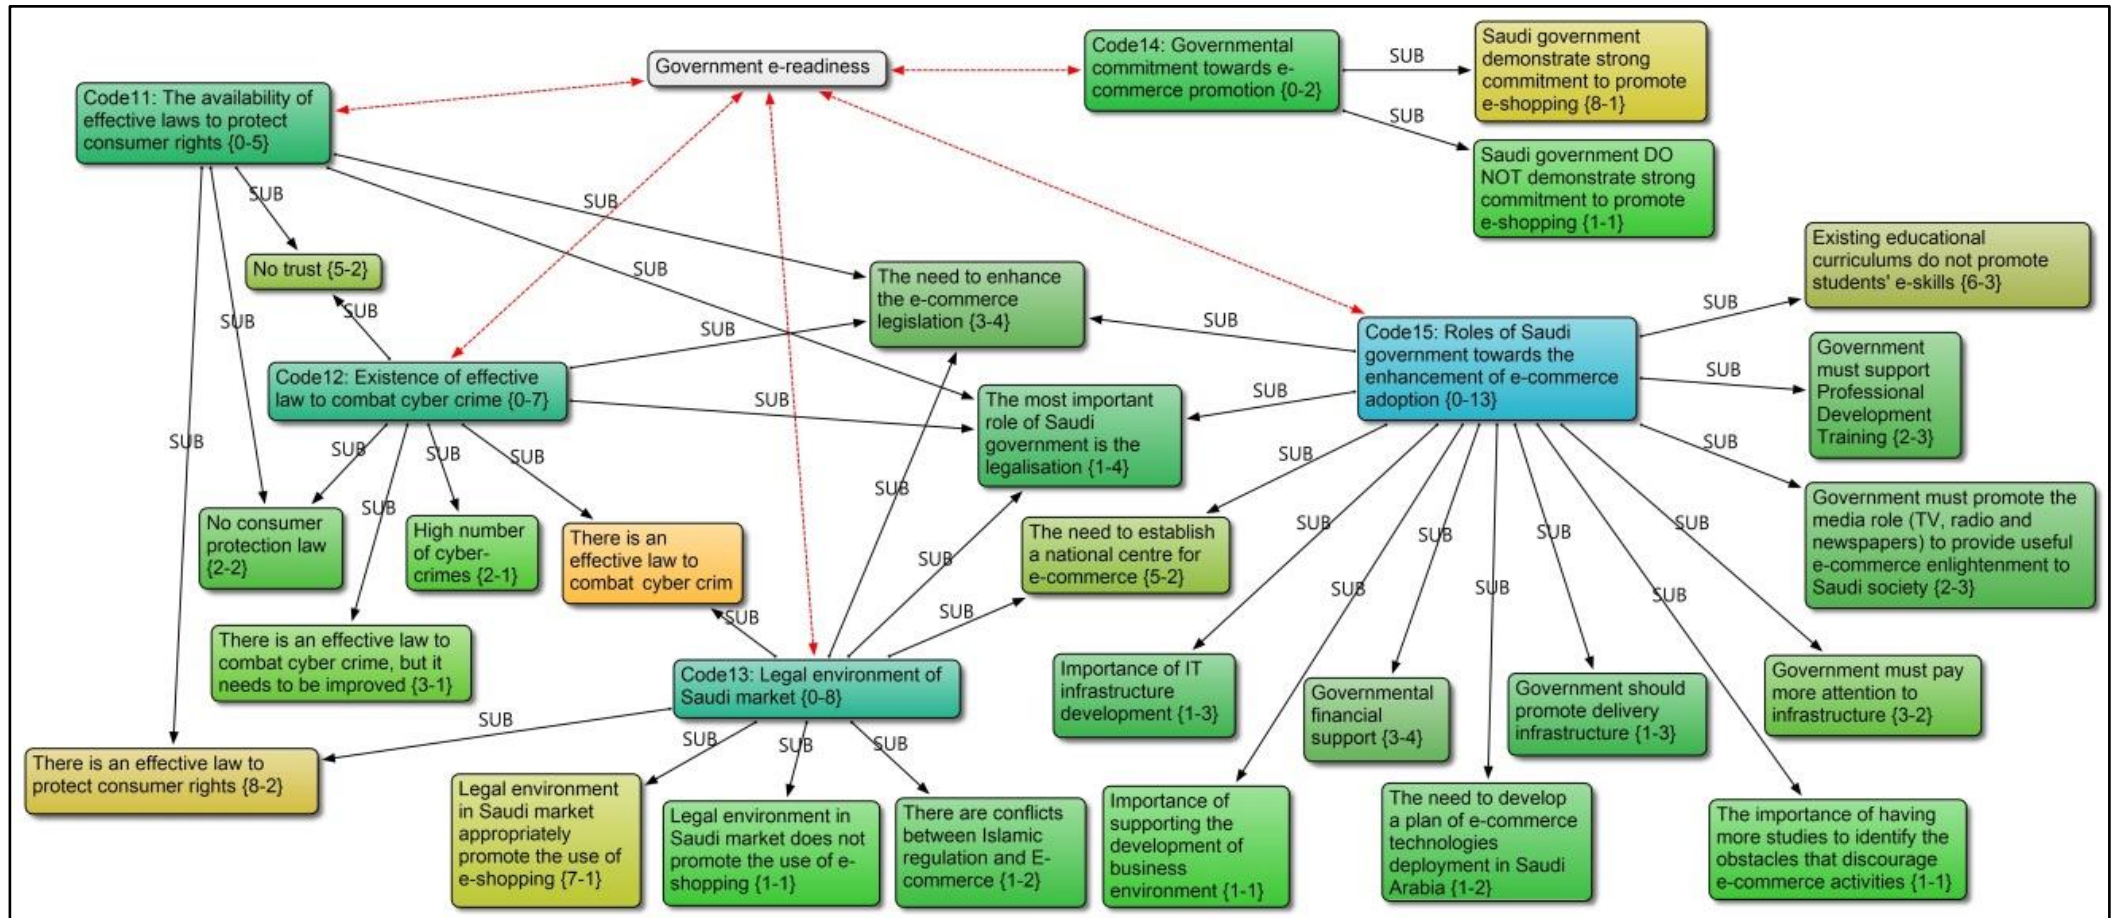 Government e-readiness
Code14: Governmental
commitment towards e-
commerce promotion {0-2}
SUB
Saudi government
demonstrate strong
commitment to promote
e-shopping {8-1}
SUB
Saudi government DO
NOT demonstrate strong
commitment to promote
e-shopping {1-1}
Code11: The availability of
effective laws to protect
consumer rights {0-5}
SUB
SUB
SUB
SUB
SUB
No trust {5-2}
SUB
The need to enhance
the e-commerce
legislation {3-4}
SUB
SUB
Existing educational
curriculums do not promote
students' e-skills {6-3}
SUB
Code15: Roles of Saudi
government towards the
enhancement of e-commerce
adoption {0-13}
SUB
Government
must support
Professional
Development
Training {2-3}
SUB
Code12: Existence of effective
law to combat cyber crime {0-7}
SUB
SUB
The most important
role of Saudi
government is the
legalisation {1-4}
SUB
SUB
SUB
SUB
SUB
SUB
Government must promote the
media role (TV, radio and
newspapers) to provide useful
e-commerce enlightenment to
Saudi society {2-3}
No consumer
protection law
{2-2}
High number
of cyber-
crimes {2-1}
There is an
effective law to
combat cyber crim
SUB
SUB
The need to establish
a national centre for
e-commerce {5-2}
SUB
SUB
SUB
SUB
SUB
SUB
SUB
SUB
SUB
There is an effective law to
combat cyber crime, but it
needs to be improved {3-1}
Code13: Legal environment of
Saudi market {0-8}
Importance of IT
infrastructure
development {1-3}
Governmental
financial
support {3-4}
Government should
promote delivery
infrastructure {1-3}
Government must pay
more attention to
infrastructure {3-2}
SUB
SUB
SUB
SUB
There is an effective law to
protect consumer rights {8-2}
Legal environment
in Saudi market
appropriately
promote the use of
e-shopping {7-1}
Legal environment in
Saudi market does not
promote the use of e-
shopping {1-1}
There are conflicts
between Islamic
regulation and E-
commerce {1-2}
Importance of
supporting the
development of
business
environment {1-1}
The need to develop
a plan of e-commerce
technologies
deployment in Saudi
Arabia {1-2}
The importance of having
more studies to identify the
obstacles that discourage
e-commerce activities {1-1}